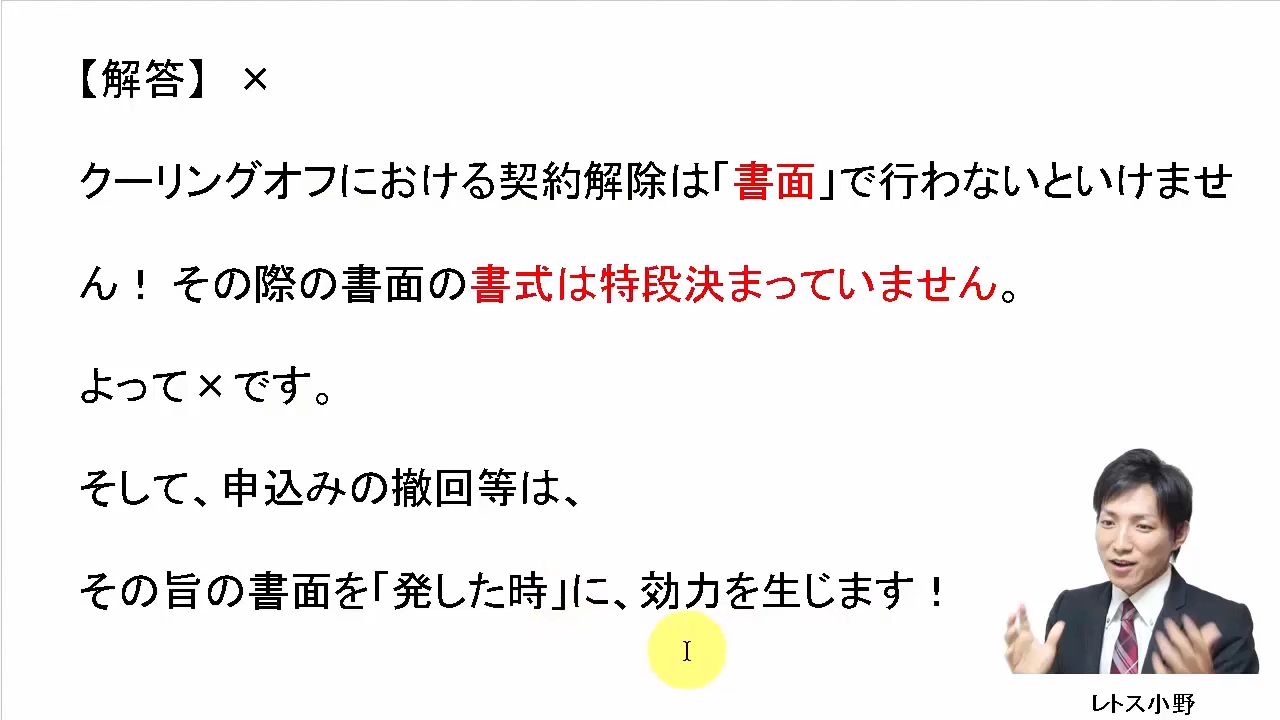 【解答】 ×
クーリングオフにおける契約解除は「書面」で行わないといけませ
ん！ その際の書面の書式は特段決まっていません。
よって×です。
そして、申込みの撤回等は、
その旨の書面を「発した時」に、効力を生じます！
レトス小野